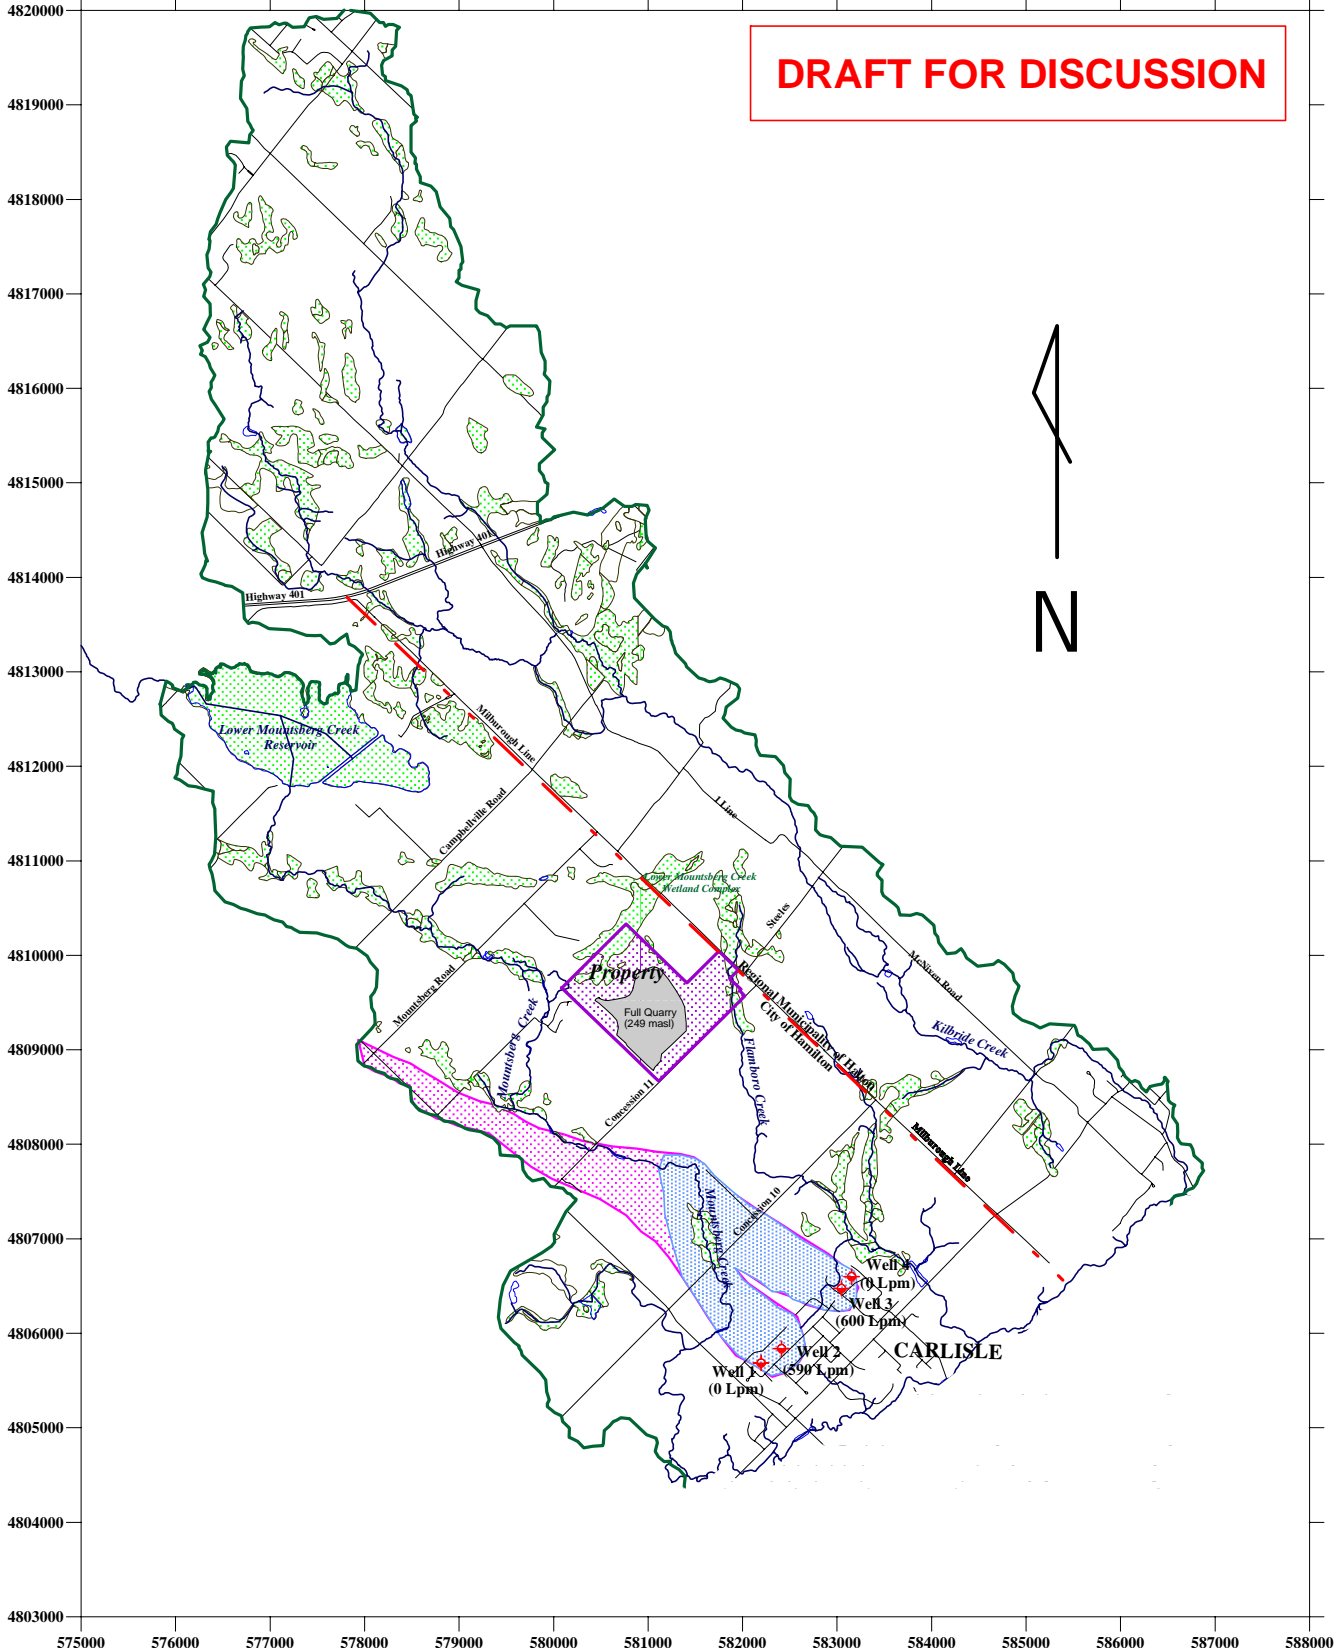 4820000
DRAFT FOR DISCUSSION
4819000
4818000
4817000
4816000
4815000
4814000
4813000
4812000
4811000
4810000
4809000
4808000
4807000
4806000
4805000
4804000
4803000
N
Highway 401
Highway 401
Lower Mountsberg Creek
Reservoir
Milburough Line
Campbellville Road
1 Line
Lower Mountsberg Creek
Wetland Complex
Steeles
McNiven Road
Mountsberg Road
Property
Full Quarry
(249 masl)
Regional Municipality of Halton
City of Hamilton
Kilbride Creek
Mountsberg Creek
Flamboro Creek
Concession 11
Milburough Line
Concession 10
Mountsberg Creek
Well 4
(0 Lpm)
Well 3
(600 Lpm)
CARLISLE
Well 2
(590 Lpm)
Well 1
(0 Lpm)
575000 576000 577000 578000 579000 580000 581000 582000 583000 584000 585000 586000 587000 588000